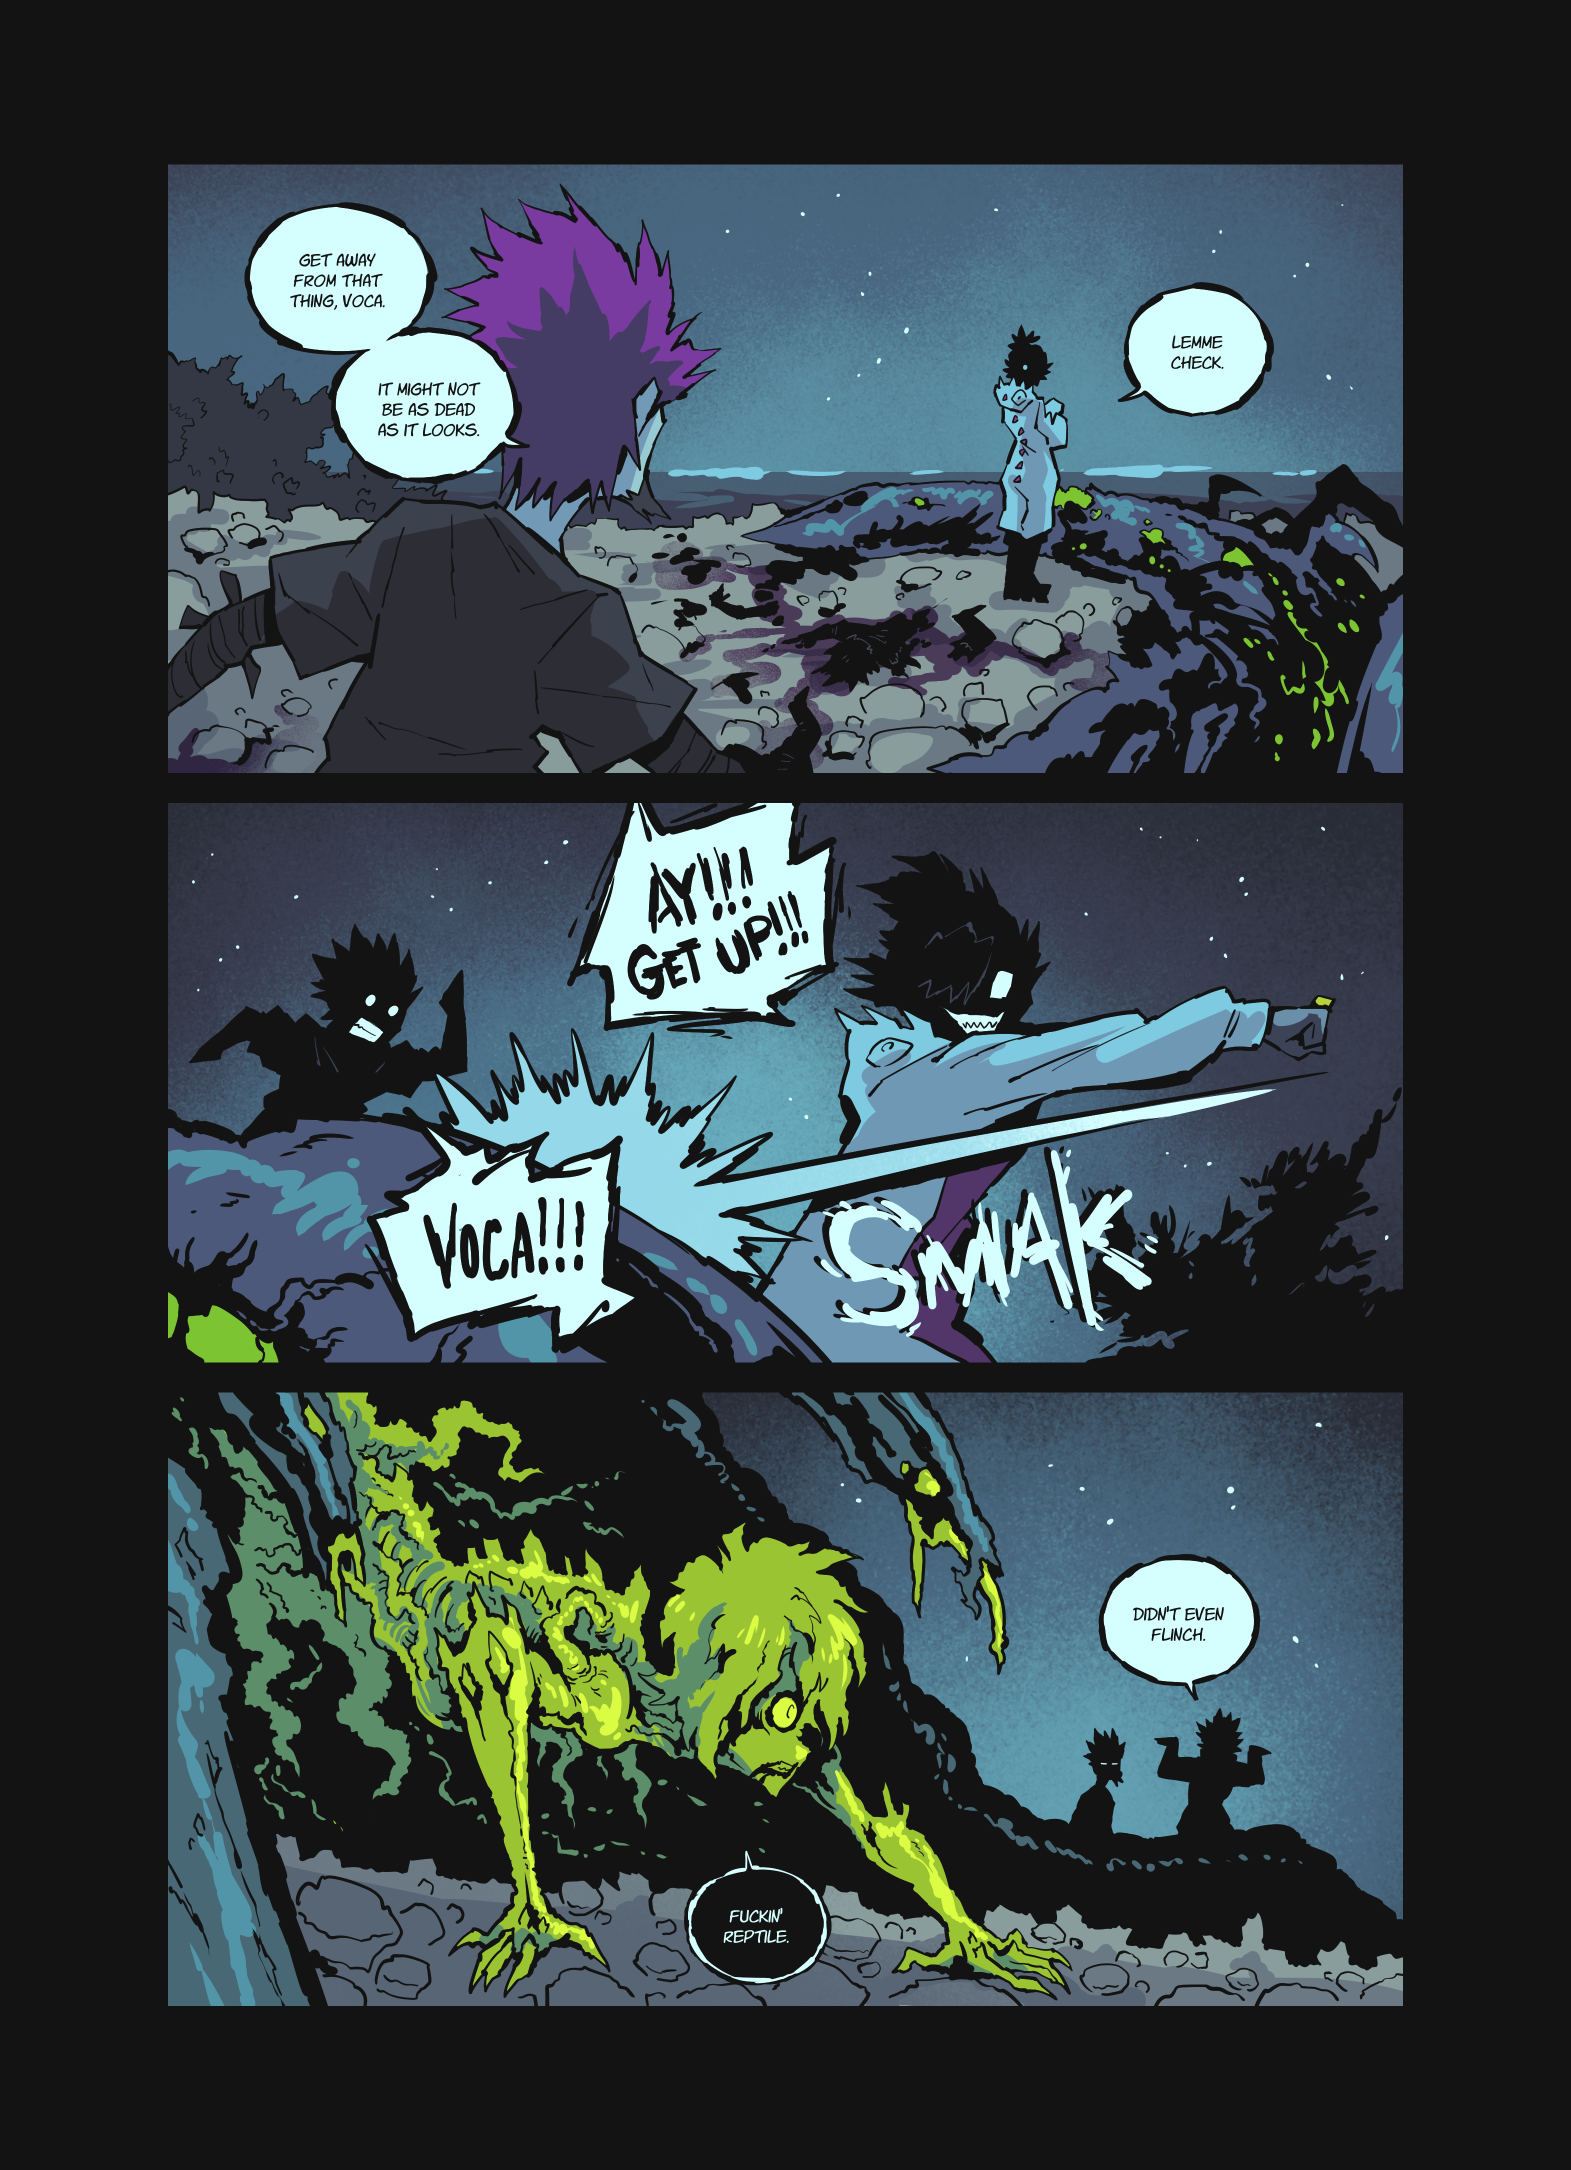 GET AWAY
FROM THAT
THING, VOCA.
IT MIGHT NOT
BE AS DEAD
AS IT LOOKS.
LEMME
CHECK.
AY!!!
GET UP!!!
VOCA!!!
SMAK
DIDN'T EVEN
FLINCH.
FUCKIN'
REPTILE.